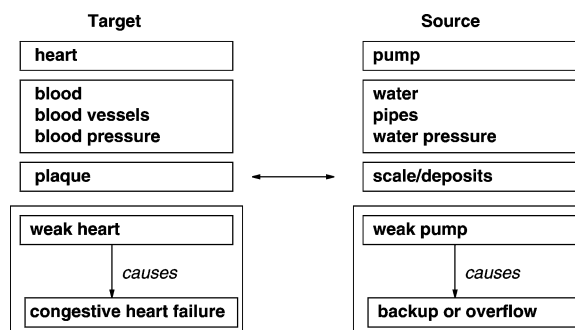 Target
Source
heart
pump
blood
blood vessels
blood pressure
water
pipes
water pressure
plaque
scale/deposits
weak heart
causes
congestive heart failure
weak pump
causes
backup or overflow